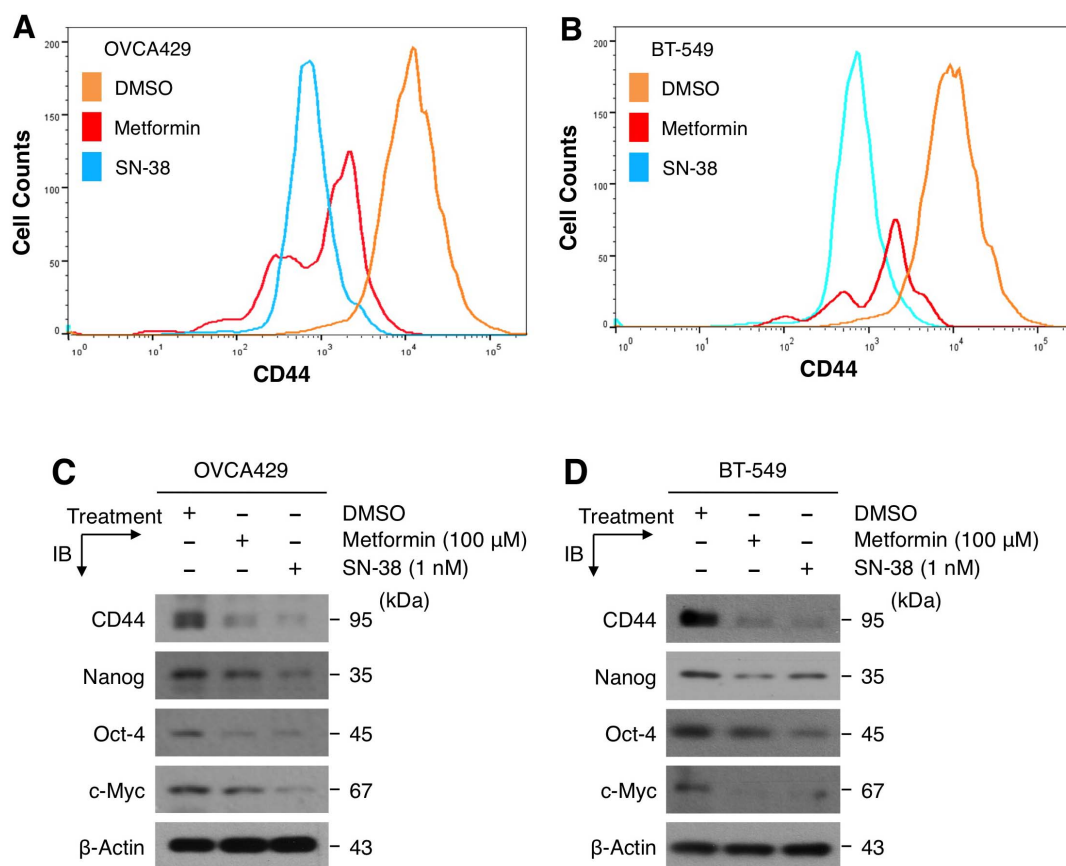 A
OVCA429
DMSO
Metformin
SN-38
200
150
100
50
0
Cell Counts
10^0 10^1 10^2 10^3 10^4 10^5
CD44
B
BT-549
DMSO
Metformin
SN-38
200
150
100
50
0
Cell Counts
10^0 10^1 10^2 10^3 10^4 10^5
CD44
C
OVCA429
Treatment + – – DMSO
IB – + – Metformin (100 µM)
– – + SN-38 (1 nM)
(kDa)
CD44 – 95
Nanog – 35
Oct-4 – 45
c-Myc – 67
β-Actin – 43
D
BT-549
Treatment + – – DMSO
IB – + – Metformin (100 µM)
– – + SN-38 (1 nM)
(kDa)
CD44 – 95
Nanog – 35
Oct-4 – 45
c-Myc – 67
β-Actin – 43